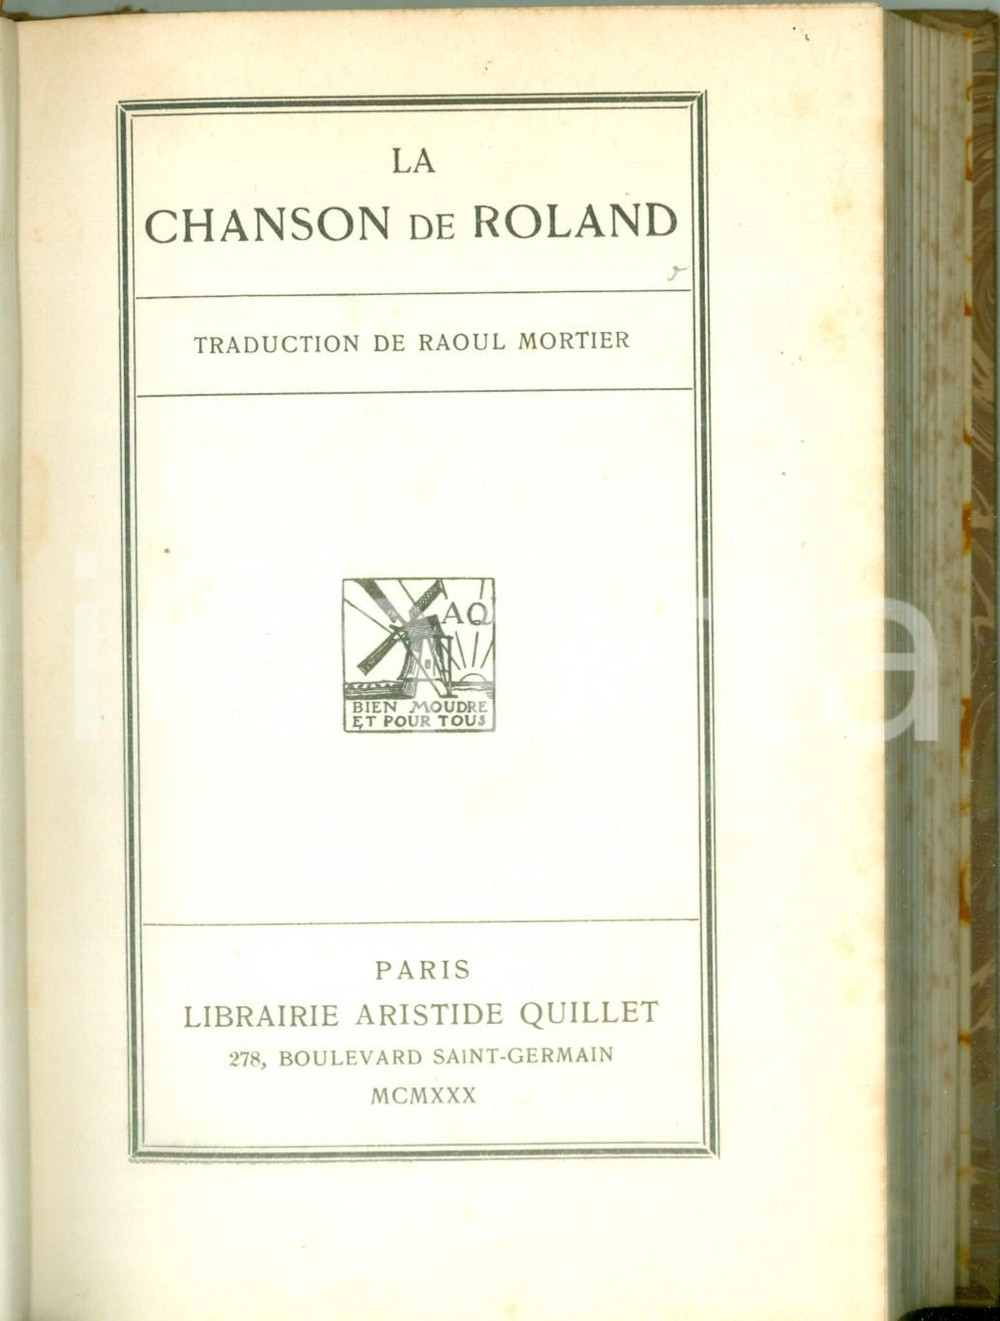 LA
CHANSON DE ROLAND
TRADUCTION DE RAOUL MORTIER
AQ
BIEN MOUDRE
ET POUR TOUS
PARIS
LIBRAIRIE ARISTIDE QUILLET
278, BOULEVARD SAINT-GERMAIN
MCMXXX